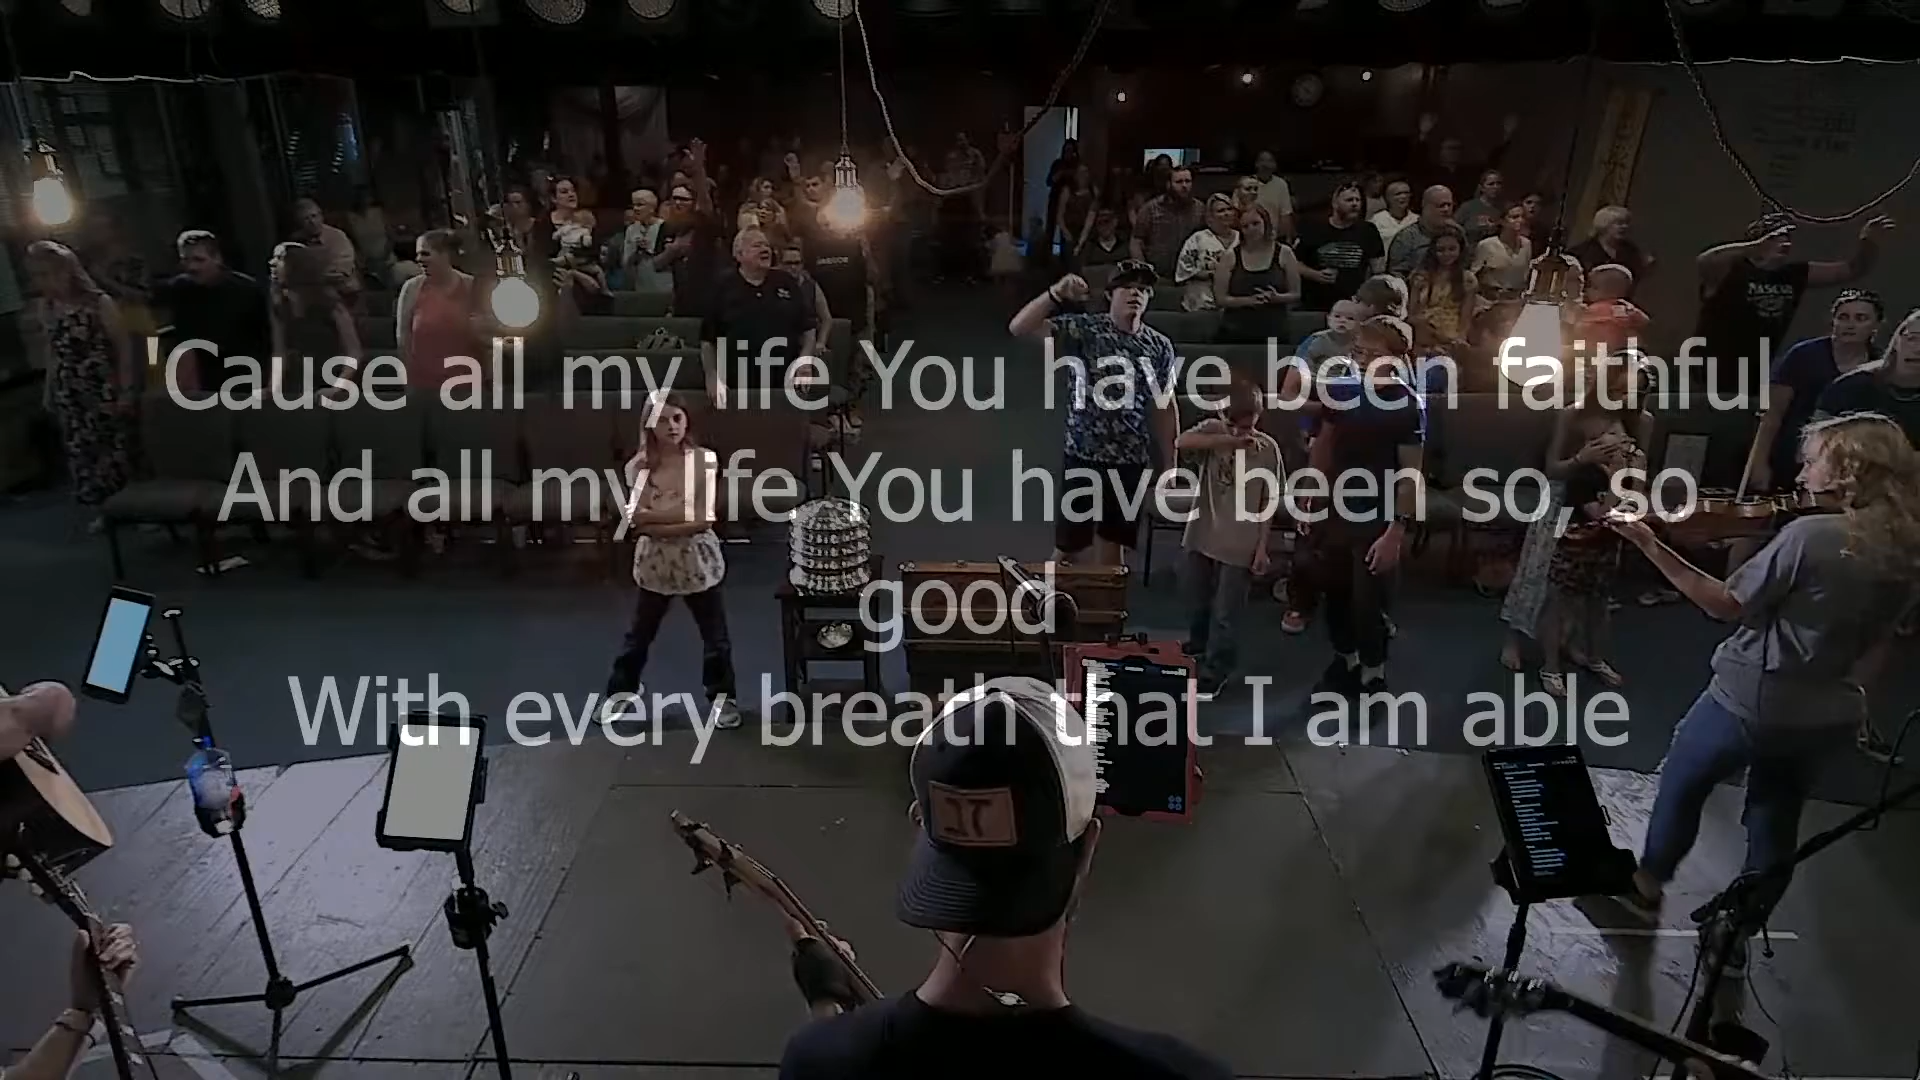 'Cause all my life You have been faithful
And all my life You have been so, so
good
With every breath that I am able